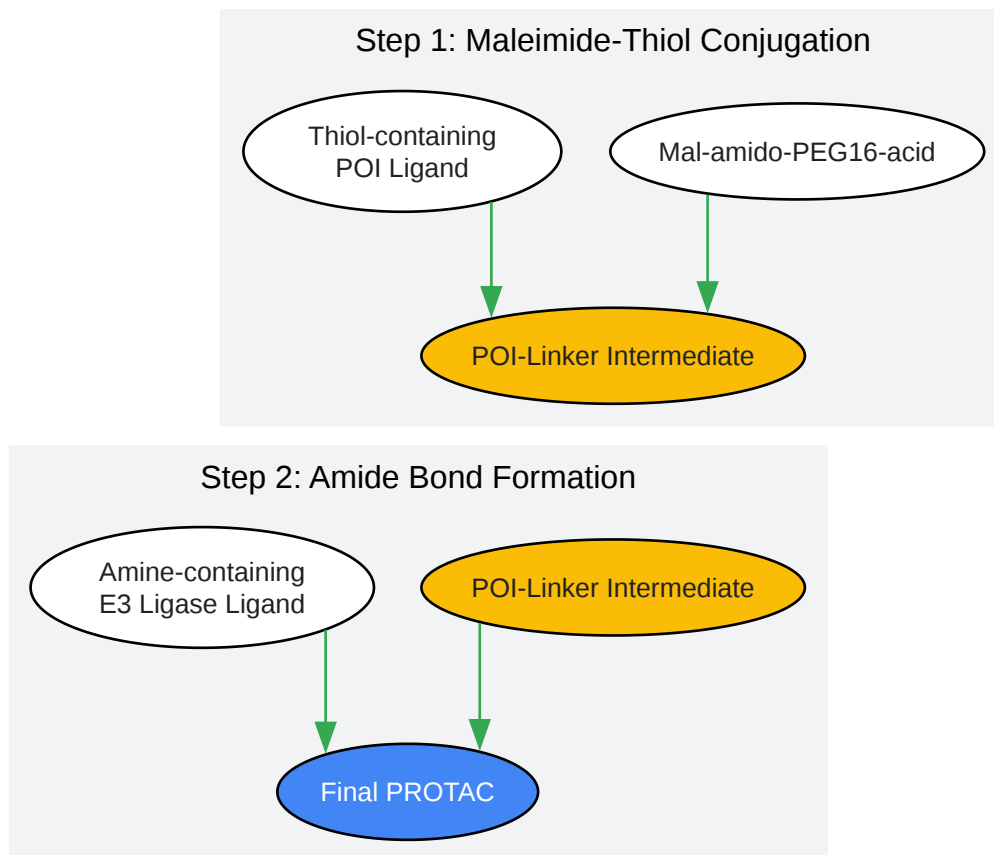 Step 1: Maleimide-Thiol Conjugation
Thiol-containing
POI Ligand
Mal-amido-PEG16-acid
POI-Linker Intermediate
Step 2: Amide Bond Formation
Amine-containing
E3 Ligase Ligand
POI-Linker Intermediate
Final PROTAC